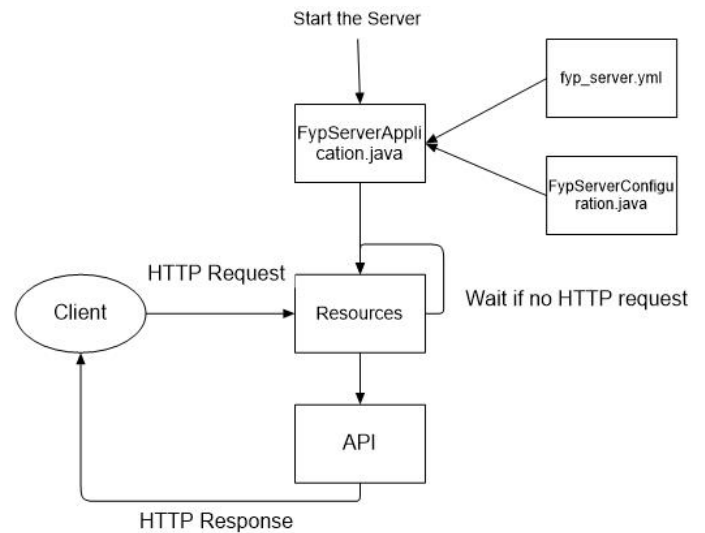 Start the Server
fyp_server.yml
FypServerAppli
cation.java
FypServerConfigu
ration.java
HTTP Request
Client
Resources
Wait if no HTTP request
API
HTTP Response